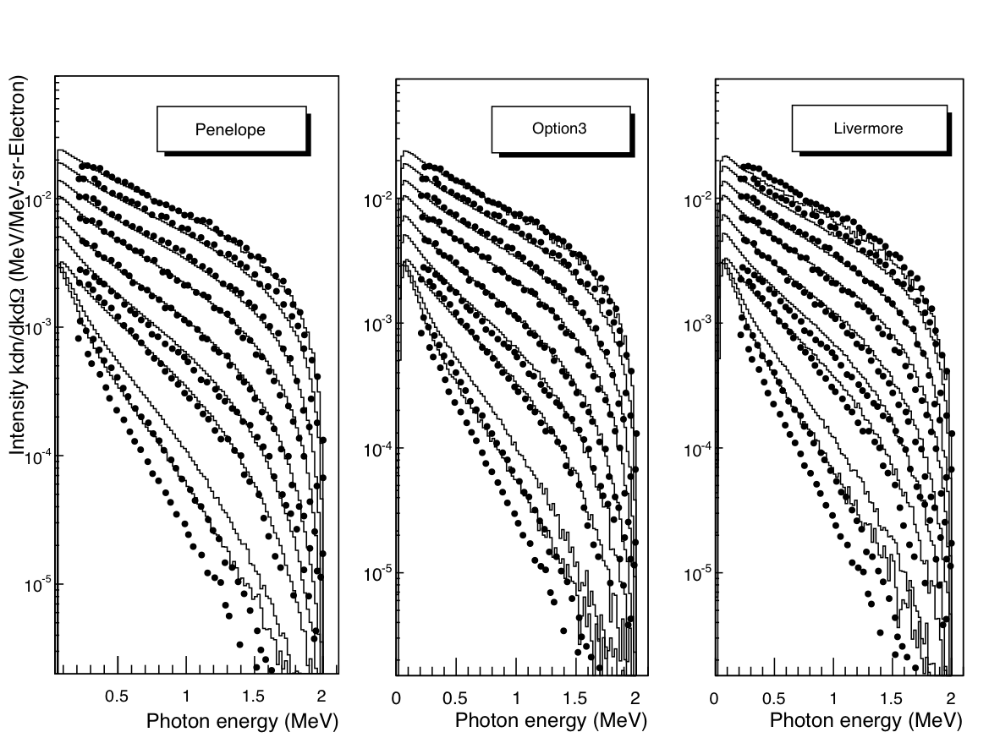 Intensity kdn/dkdΩ (MeV/MeV-sr-Electron)
Penelope
10-2
10-3
10-4
10-5
0.5 1 1.5 2
Photon energy (MeV)
Option3
10-2
10-3
10-4
10-5
0 0.5 1 1.5 2
Photon energy (MeV)
Livermore
10-2
10-3
10-4
10-5
0 0.5 1 1.5 2
Photon energy (MeV)